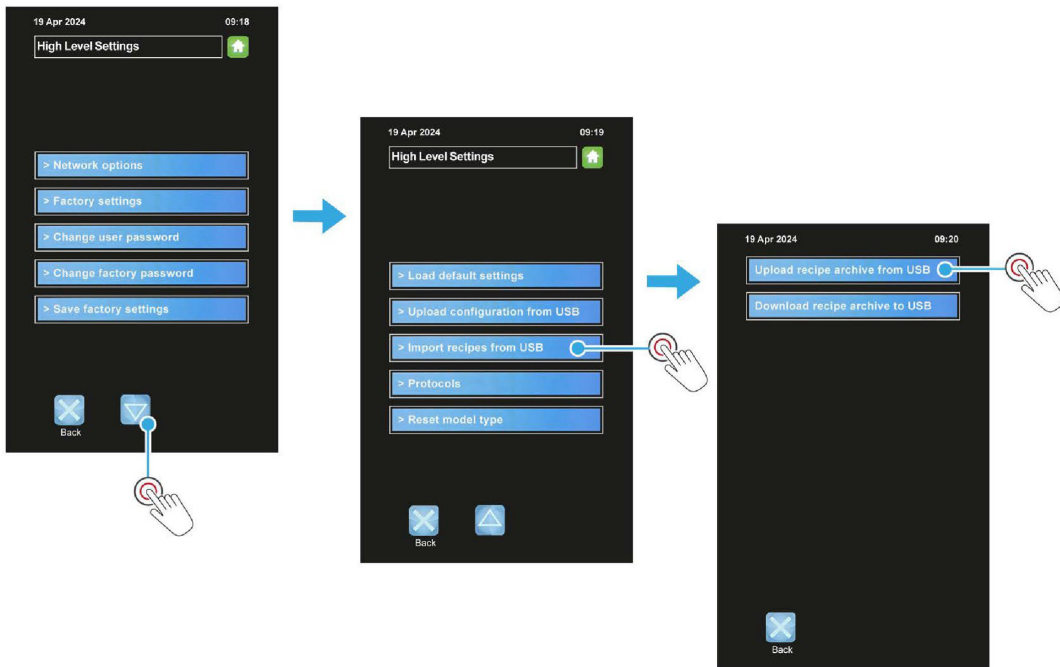 19 Apr 2024 09:18
High Level Settings
> Network options
> Factory settings
> Change user password
> Change factory password
> Save factory settings
Back
19 Apr 2024 09:19
High Level Settings
> Load default settings
> Upload configuration from USB
> Import recipes from USB
> Protocols
> Reset model type
Back
19 Apr 2024 09:20
Upload recipe archive from USB
Download recipe archive to USB
Back